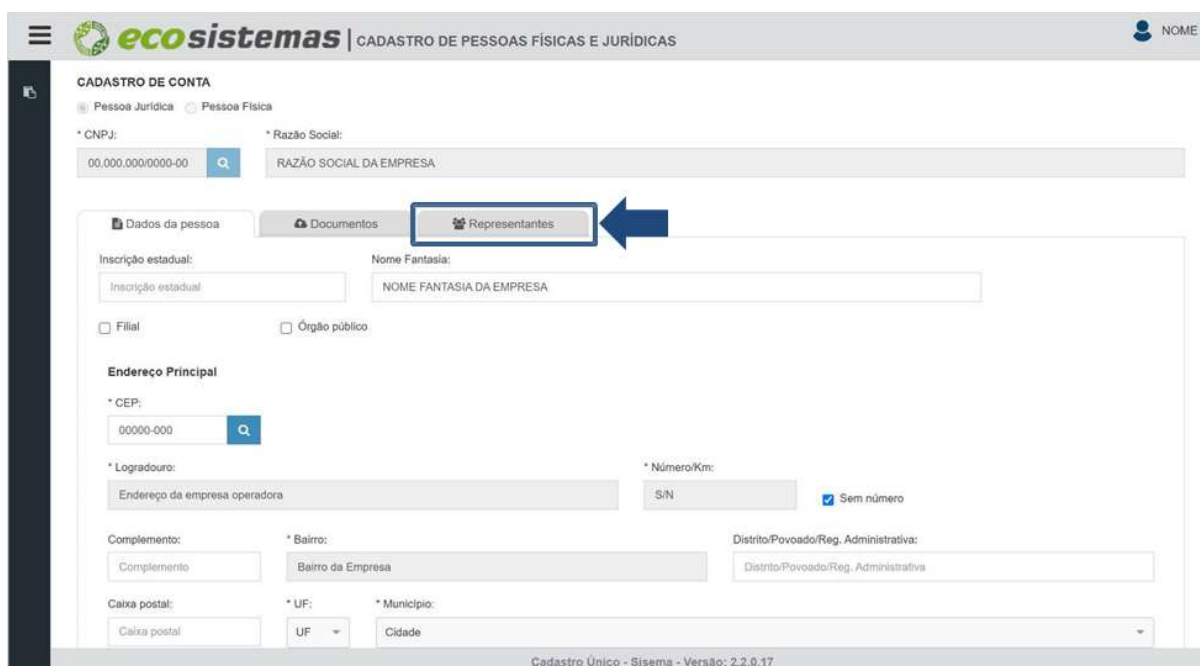 ecosistemas | CADASTRO DE PESSOAS FÍSICAS E JURÍDICAS
NOME
CADASTRO DE CONTA
Pessoa Jurídica Pessoa Física
* CNPJ: * Razão Social:
00.000.000/0000-00 RAZÃO SOCIAL DA EMPRESA
Dados da pessoa Documentos Representantes
Inscrição estadual: Nome Fantasia:
Inscrição estadual NOME FANTASIA DA EMPRESA
Filial Órgão público
Endereço Principal
* CEP:
00000-000
* Logradouro: * Número/Km:
Endereço da empresa operadora S/N Sem número
Complemento: * Bairro: Distrito/Povoado/Reg. Administrativa:
Complemento Bairro da Empresa Distrito/Povoado/Reg. Administrativa
Caixa postal: * UF: * Município:
Caixa postal UF Cidade
Cadastro Único - Sisema - Versão: 2.2.0.17